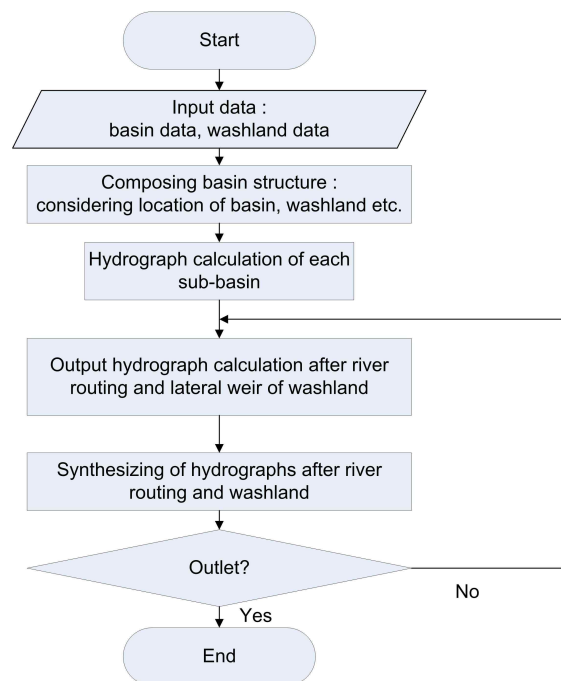 Start
Input data :
basin data, washland data
Composing basin structure :
considering location of basin, washland etc.
Hydrograph calculation of each
sub-basin
Output hydrograph calculation after river
routing and lateral weir of washland
Synthesizing of hydrographs after river
routing and washland
Outlet?
No
Yes
End